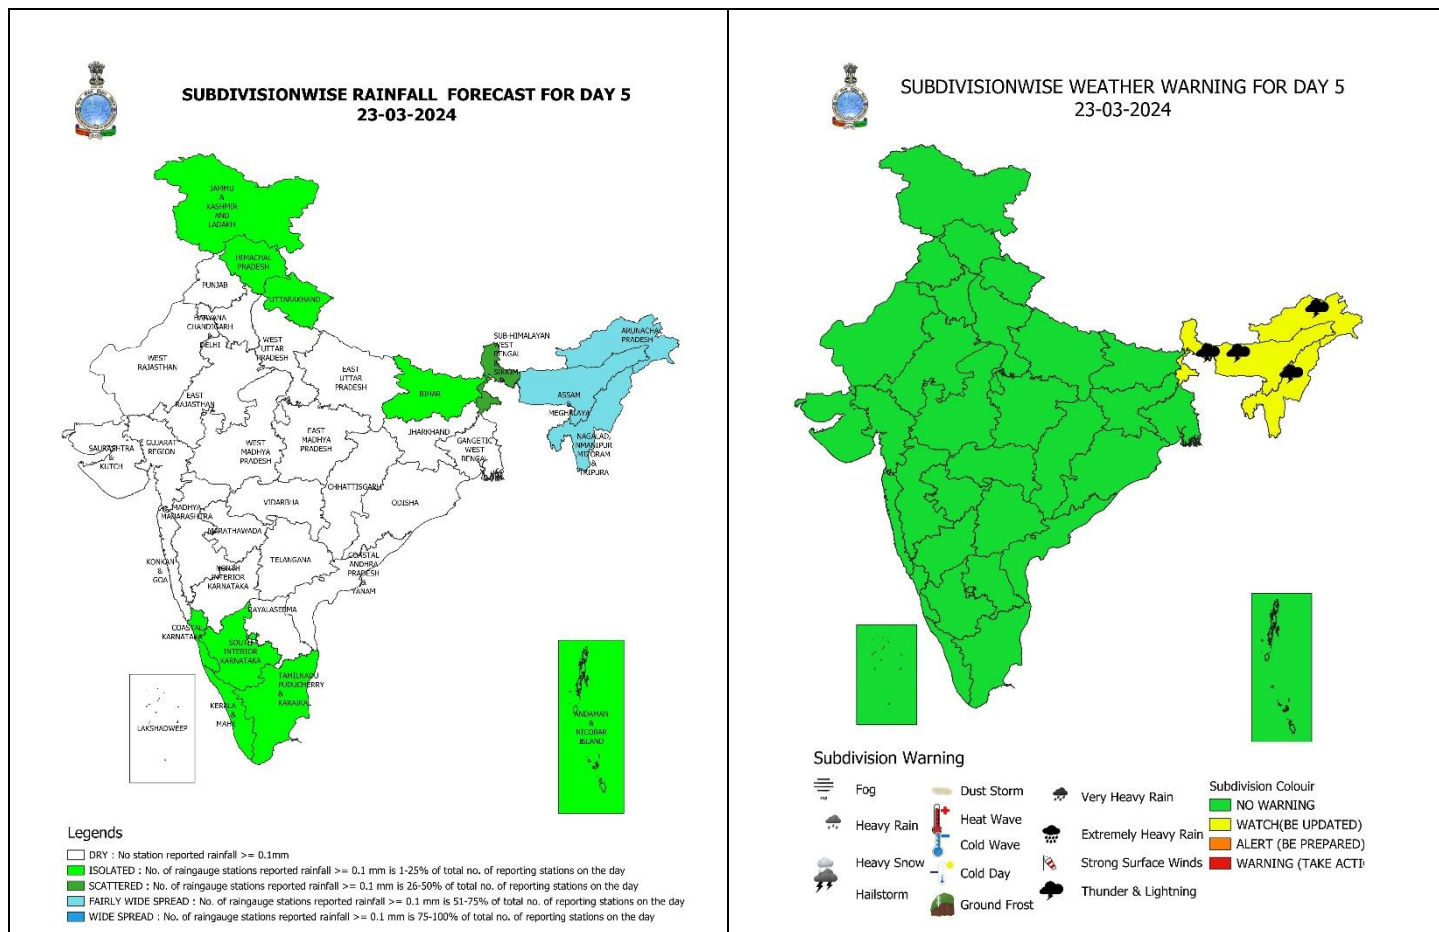 SUBDIVISIONWISE RAINFALL FORECAST FOR DAY 5
23-03-2024
JAMMU
&
KASHMIR
AND
LADAKH
HIMACHAL
PRADESH
PUNJAB
UTTARAKHAND
HARYANA
CHANDIGARH
&
DELHI
WEST
UTTAR
PRADESH
SUB-HIMALAYAN
WEST
BENGAL
&
SIKKIM
ARUNACHAL
PRADESH
WEST
RAJASTHAN
EAST
UTTAR
PRADESH
EAST
RAJASTHAN
BIHAR
ASSAM
&
MEGHALAYA
JHARKHAND
EAST
MADHYA
PRADESH
GANGETIC
WEST
BENGAL
NAGALAD,
NMANIPUR
MIZORAM
&
TRIPURA
SAURASHTRA
&
KUTCH
GUJARAT
REGION
WEST
MADHYA
PRADESH
CHHATTISGARH
VIDARBHA
ODISHA
MADHYA
MAHARASHTRA
MARATHAWADA
KONKAN
&
GOA
NORTH
INTERIOR
KARNATAKA
TELANGANA
COASTAL
ANDHRA
PRADESH
&
YANAM
RAYALASEEMA
COASTAL
KARNATAKA
SOUTH
INTERIOR
KARNATAKA
TAMILNADU
PUDUCHERRY
&
KARAIKAL
KERALA
&
MAHE
LAKSHADWEEP
ANDAMAN
&
NICOBAR
ISLAND
Legends
DRY : No station reported rainfall >= 0.1mm
ISOLATED : No. of raingauge stations reported rainfall >= 0.1 mm is 1-25% of total no. of reporting stations on the day
SCATTERED : No. of raingauge stations reported rainfall >= 0.1 mm is 26-50% of total no. of reporting stations on the day
FAIRLY WIDE SPREAD : No. of raingauge stations reported rainfall >= 0.1 mm is 51-75% of total no. of reporting stations on the day
WIDE SPREAD : No. of raingauge stations reported rainfall >= 0.1 mm is 75-100% of total no. of reporting stations on the day
SUBDIVISIONWISE WEATHER WARNING FOR DAY 5
23-03-2024
Subdivision Warning
Fog
Heavy Rain
Heavy Snow
Hailstorm
Dust Storm
Heat Wave
Cold Wave
Cold Day
Ground Frost
Very Heavy Rain
Extremely Heavy Rain
Strong Surface Winds
Thunder & Lightning
Subdivision Colouir
NO WARNING
WATCH(BE UPDATED)
ALERT (BE PREPARED)
WARNING (TAKE ACTI